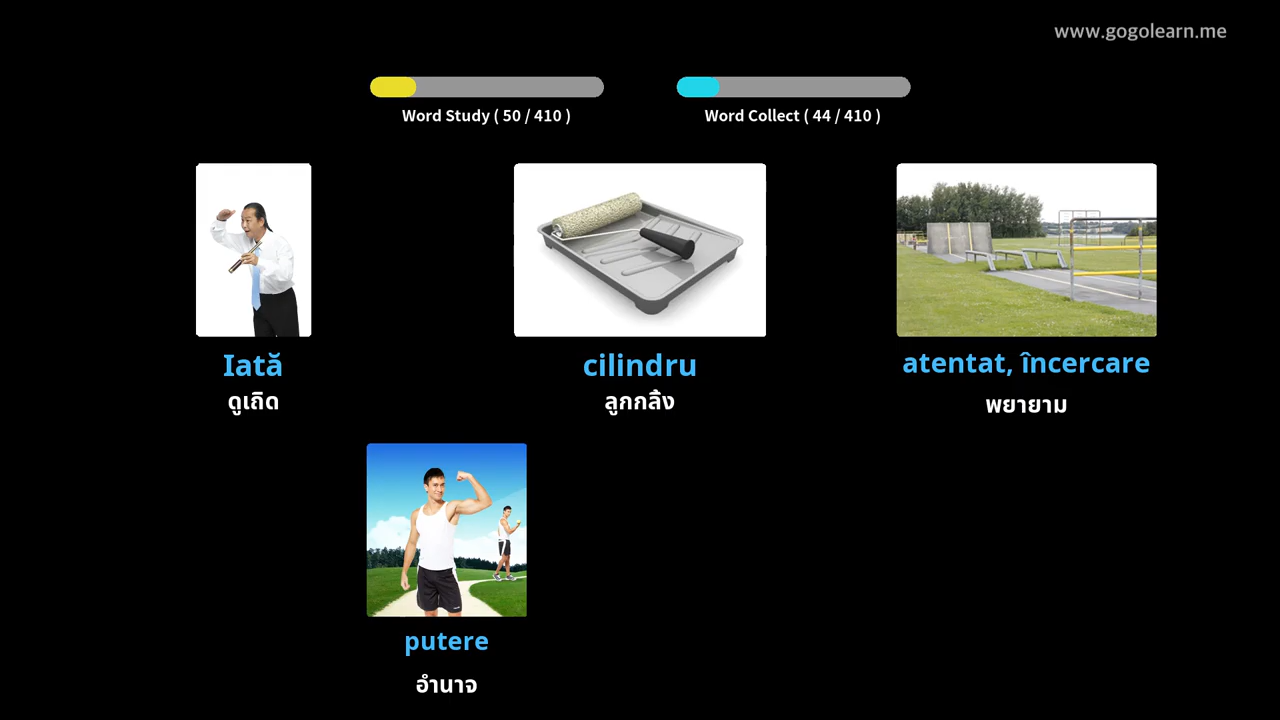 www.gogolearn.me
Word Study ( 50 / 410 )
Word Collect ( 44 / 410 )
Iată
ดูเถิด
cilindru
ลูกกลิ้ง
atentat, încercare
พยายาม
putere
อำนาจ